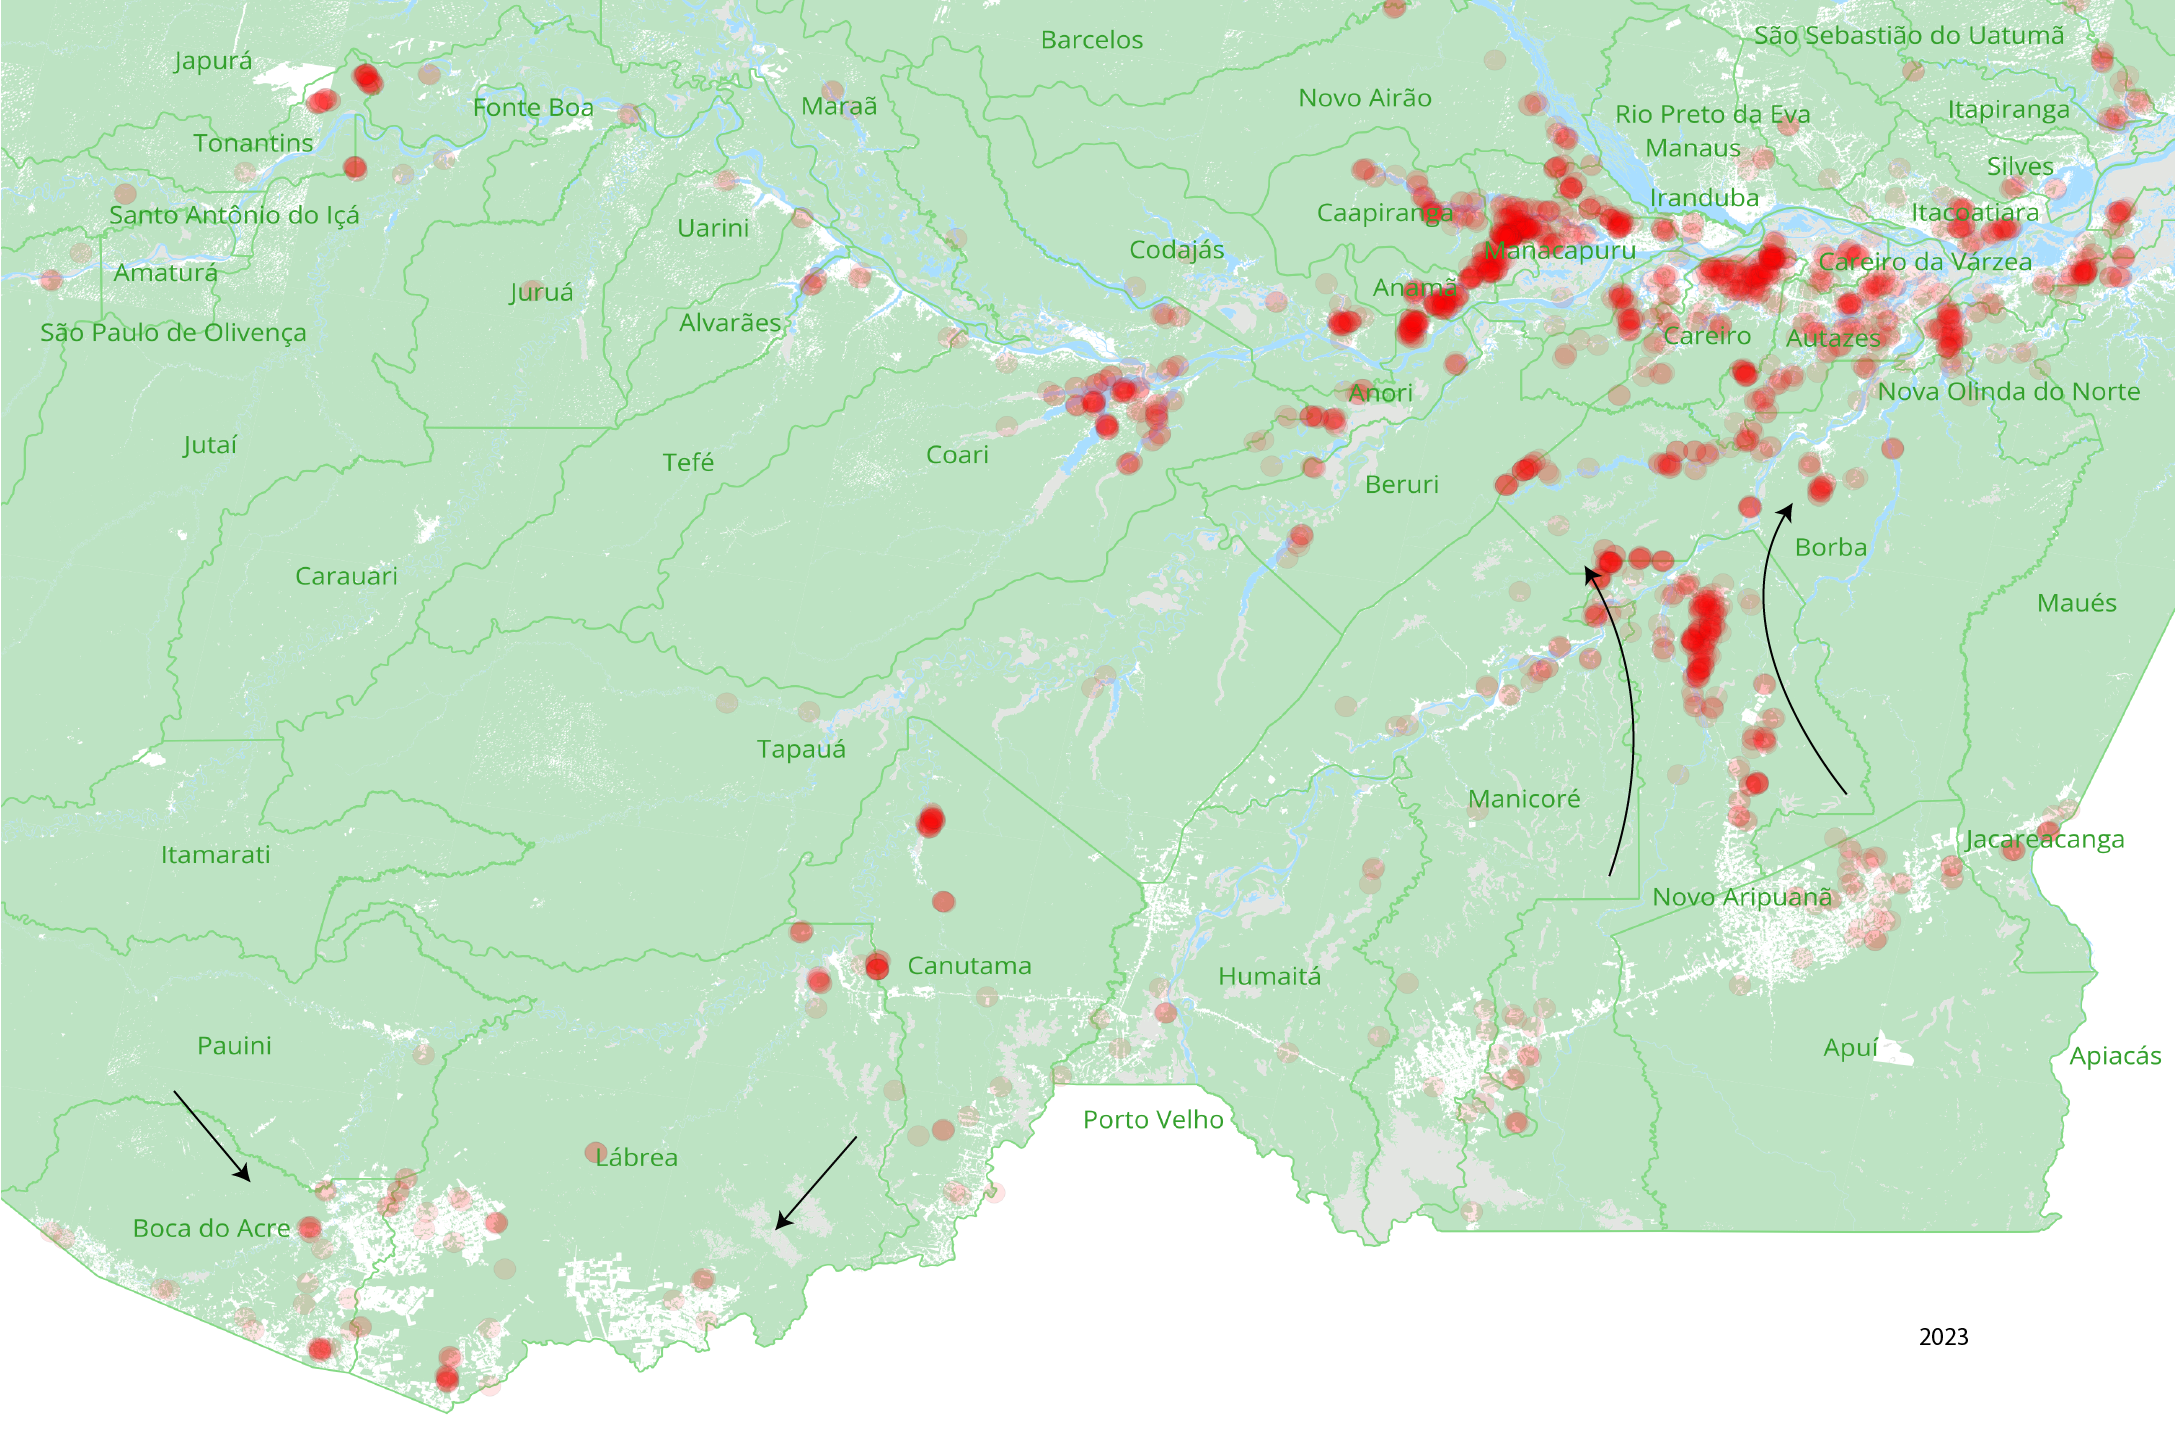 São Sebastião do Uatumã
Barcelos
Japurá
Novo Airão
Fonte Boa
Maraã
Itapiranga
Rio Preto da Eva
Tonantins
Manaus
Silves
Iranduba
Santo Antônio do Içá
Caapiranga
Itacoatiara
Uarini
Codajás
Manacapuru
Careiro da Várzea
Amaturá
Juruá
Anamã
Alvarães
São Paulo de Olivença
Careiro
Autazes
Anori
Nova Olinda do Norte
Jutaí
Coari
Tefé
Beruri
Borba
Carauari
Maués
Tapauá
Manicoré
Jacareacanga
Itamarati
Novo Aripuanã
Canutama
Humaitá
Pauini
Apuí
Apiacás
Porto Velho
Lábrea
Boca do Acre
2023